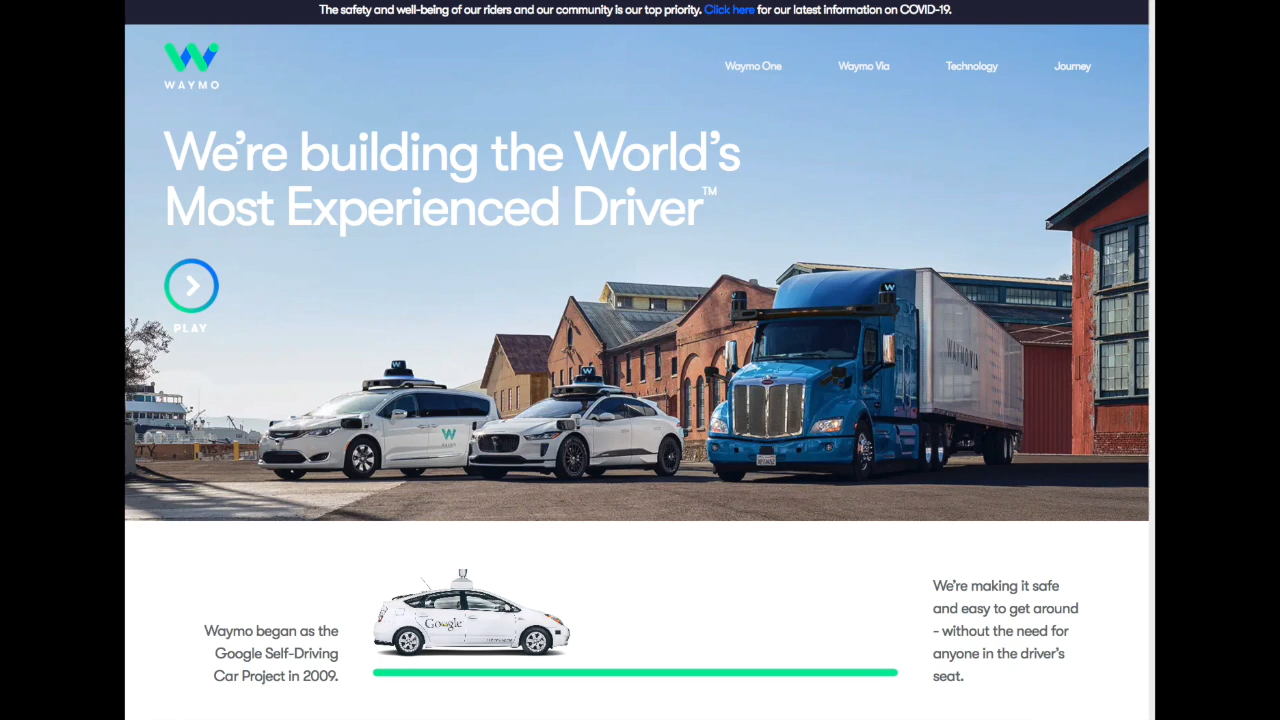 The safety and well-being of our riders and our community is our top priority. Click here for our latest information on COVID-19.
WAYMO
Waymo One
Waymo Via
Technology
Journey
We're building the World's
Most Experienced Driver™
PLAY
WAYMO VIA
Google
Waymo began as the
Google Self-Driving
Car Project in 2009.
We're making it safe
and easy to get around
- without the need for
anyone in the driver's
seat.